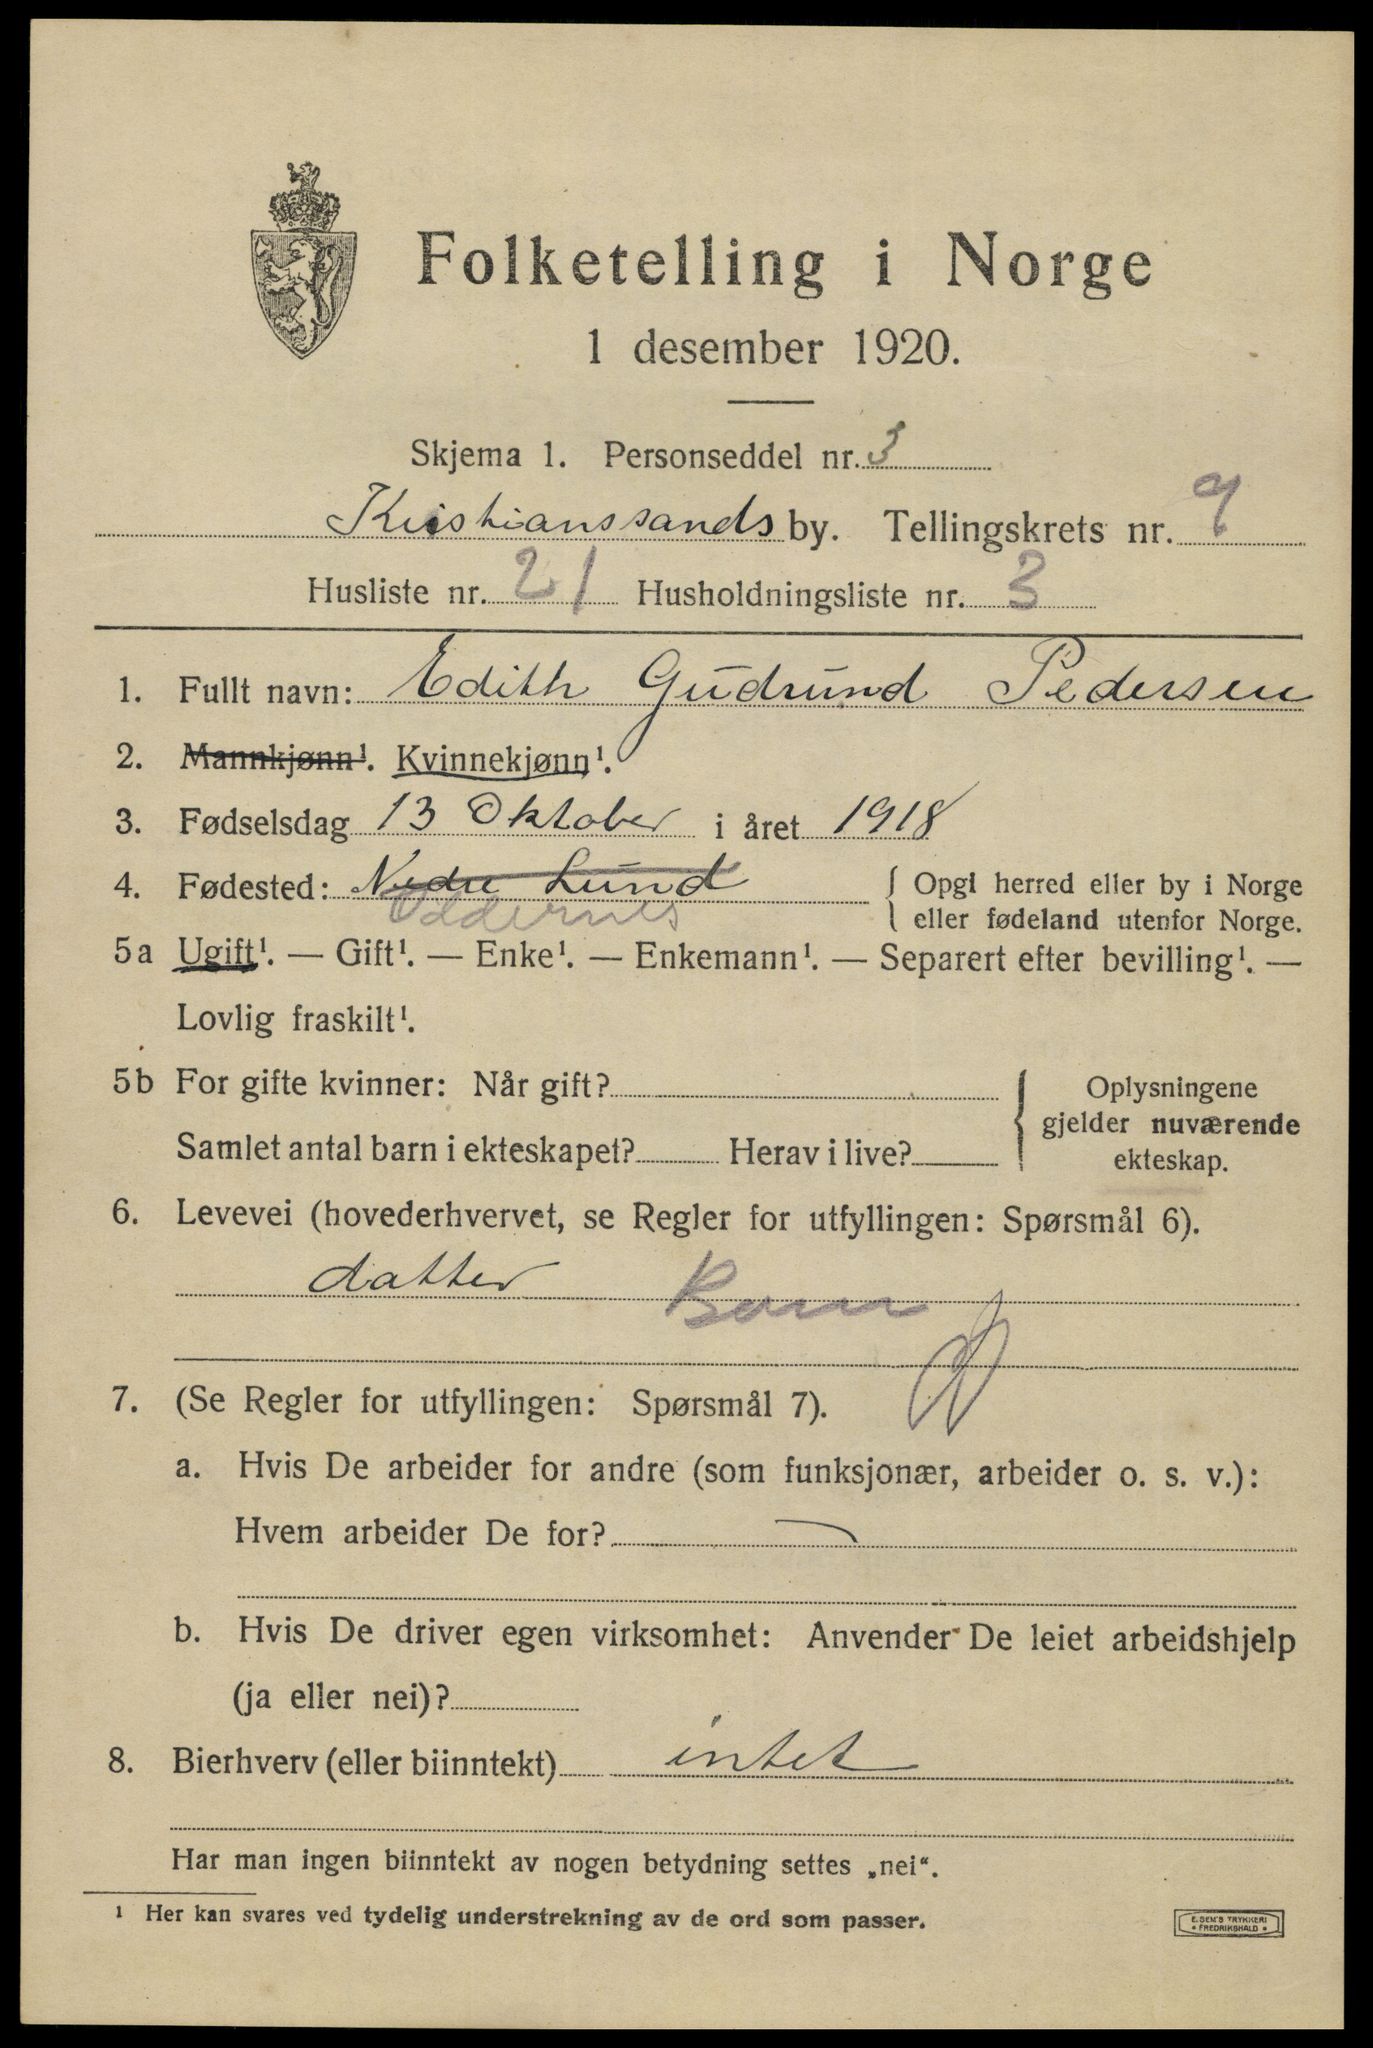 Folketelling i Norge
1 desember 1920.
Skjema 1. Personseddel nr. 3
Kristianssands by. Tellingskrets nr. 9
Husliste nr. 21 Husholdningsliste nr. 3
1. Fullt navn: Edith Gudrund Pedersen
2. Mannkjønn¹. Kvinnekjønn¹.
3. Fødselsdag 13 Oktober i året 1918
4. Fødested: Nedre Lund { Opgi herred eller by i Norge
Oddernes { eller fødeland utenfor Norge.
5a Ugift¹. — Gift¹. — Enke¹. — Enkemann¹. — Separert efter bevilling¹. —
Lovlig fraskilt¹.
5b For gifte kvinner: Når gift? { Oplysningene
gjelder nuværende
Samlet antal barn i ekteskapet? Herav i live? ekteskap.
6. Levevei (hovederhvervet, se Regler for utfyllingen: Spørsmål 6).
datter Barn
7. (Se Regler for utfyllingen: Spørsmål 7).
a. Hvis De arbeider for andre (som funksjonær, arbeider o. s. v.):
Hvem arbeider De for? —
b. Hvis De driver egen virksomhet: Anvender De leiet arbeidshjelp
(ja eller nei)?
8. Bierhverv (eller biinntekt) intet
Har man ingen biinntekt av nogen betydning settes „nei“.
¹ Her kan svares ved tydelig understrekning av de ord som passer.
E. SEM'S TRYKKERI
• FREDRIKSHALD •